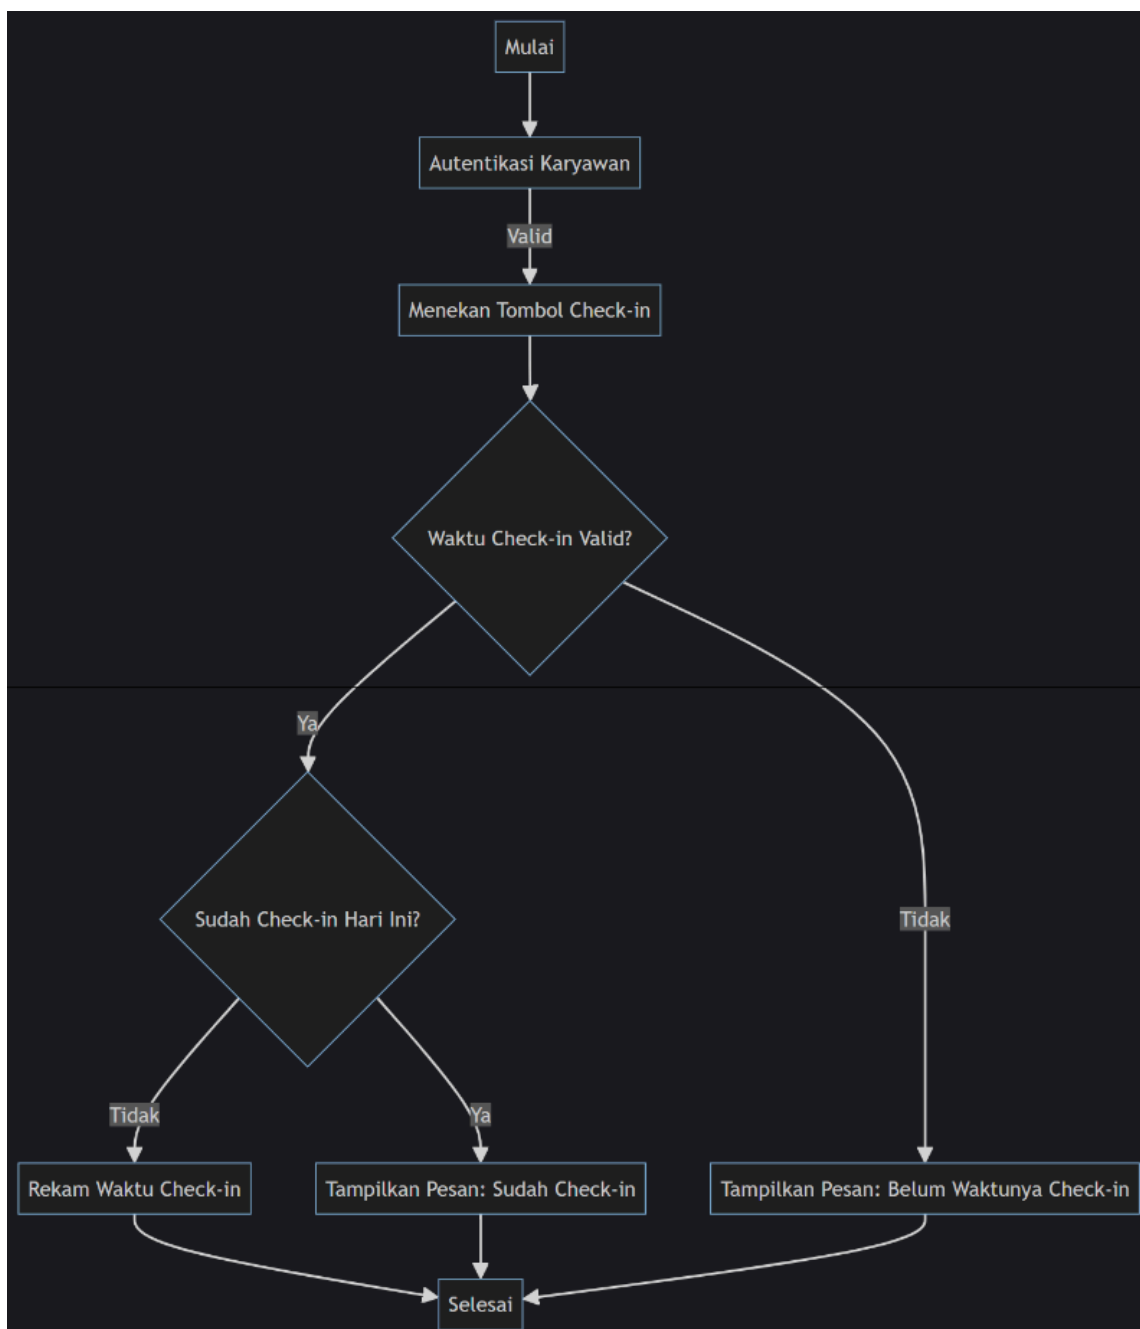 Mulai
Autentikasi Karyawan
Valid
Menekan Tombol Check-in
Waktu Check-in Valid?
Ya
Sudah Check-in Hari Ini?
Tidak
Tidak
Ya
Rekam Waktu Check-in
Tampilkan Pesan: Sudah Check-in
Tampilkan Pesan: Belum Waktunya Check-in
Selesai